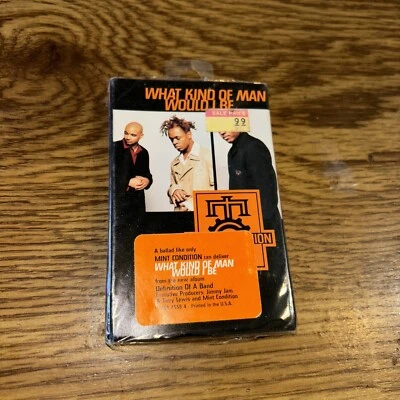 WHAT KIND OF MAN
WOULD I BE
SALE PRICE
99
A ballad like only
MINT CONDITION can deliver
WHAT KIND OF MAN
WOULD I BE
from the new album
Definition Of A Band
Executive Producers: Jimmy Jam,
Terry Lewis and Mint Condition
Printed in the U.S.A.